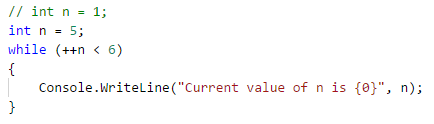 // int n = 1;
int n = 5;
while (++n < 6)
{
    Console.WriteLine("Current value of n is {0}", n);
}